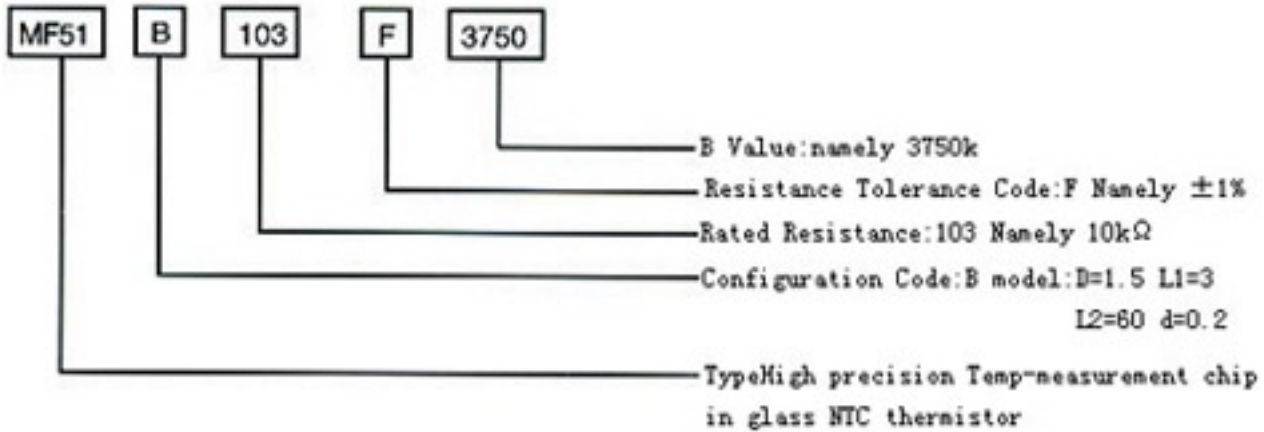 MF51 B 103 F 3750
B Value:namely 3750k
Resistance Tolerance Code:F Namely ±1%
Rated Resistance:103 Namely 10kΩ
Configuration Code:B model:D=1.5 L1=3
L2=60 d=0.2
TypeHigh precision Temp-measurement chip
in glass NTC thermistor